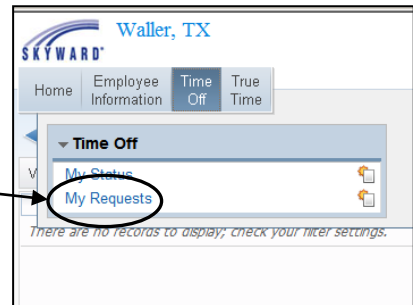 Waller, TX
SKYWARD®
Home
Employee Information
Time Off
True Time
Time Off
V
My Status
My Requests
There are no records to display; check your filter settings.